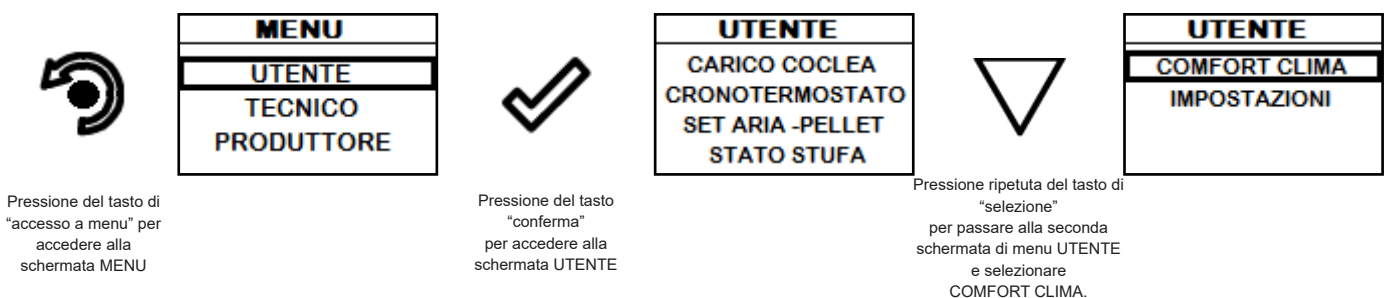 MENU
UTENTE
TECNICO
PRODUTTORE
UTENTE
CARICO COCLEA
CRONOTERMOSTATO
SET ARIA -PELLET
STATO STUFA
UTENTE
COMFORT CLIMA
IMPOSTAZIONI
Pressione del tasto di
“accesso a menu” per
accedere alla
schermata MENU
Pressione del tasto
“conferma”
per accedere alla
schermata UTENTE
Pressione ripetuta del tasto di
“selezione”
per passare alla seconda
schermata di menu UTENTE
e selezionare
COMFORT CLIMA.